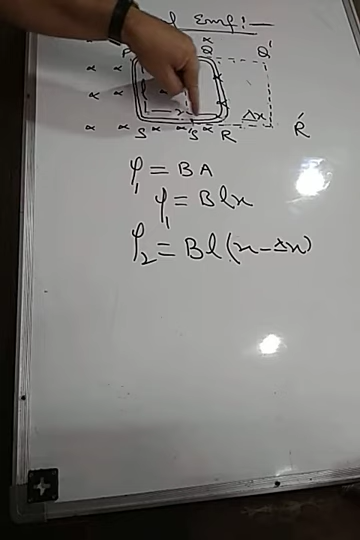 Emf!—
Q Q'
x Δx
S 'S R R'
φ₁ = BA
φ₁ = Blx
φ₂ = Bl(x-Δx)